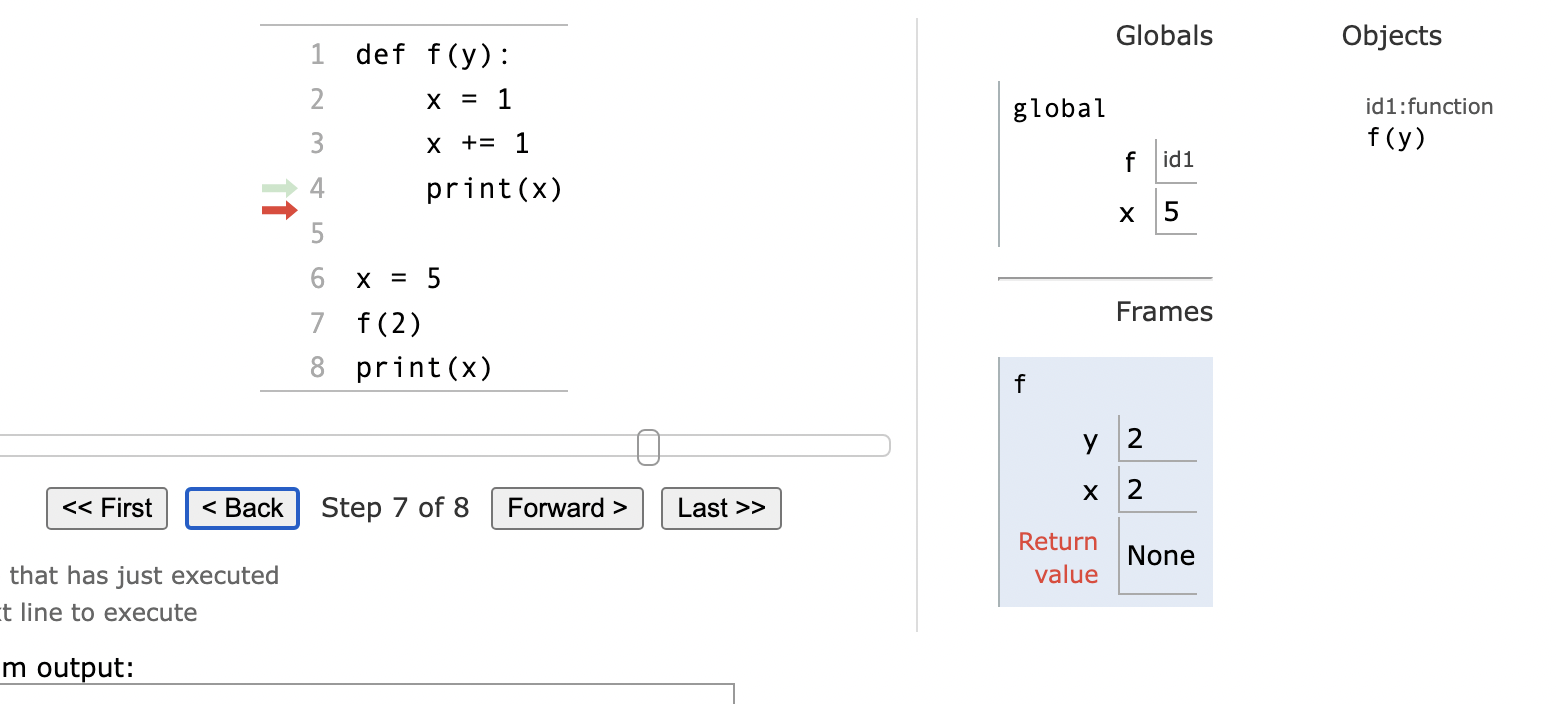 1 def f(y):
2 x = 1
3 x += 1
4 print(x)
5
6 x = 5
7 f(2)
8 print(x)
<< First < Back Step 7 of 8 Forward > Last >>
that has just executed
t line to execute
m output:
Globals
global
f id1
x 5
Frames
f
y 2
x 2
Return
value None
Objects
id1:function
f(y)